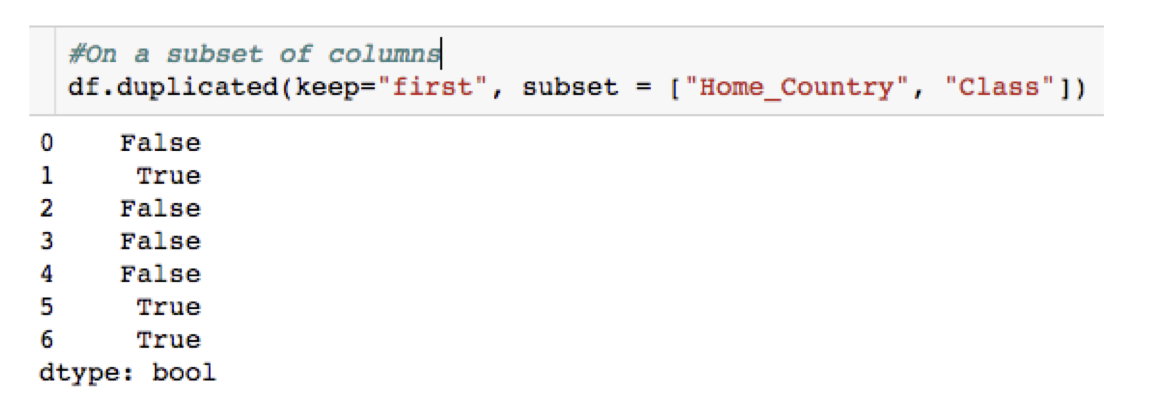 #On a subset of columns
df.duplicated(keep="first", subset = ["Home_Country", "Class"])
0 False
1 True
2 False
3 False
4 False
5 True
6 True
dtype: bool